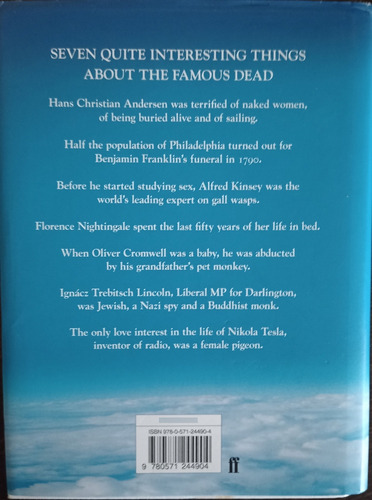 SEVEN QUITE INTERESTING THINGS
ABOUT THE FAMOUS DEAD
Hans Christian Andersen was terrified of naked women,
of being buried alive and of sailing.
Half the population of Philadelphia turned out for
Benjamin Franklin's funeral in 1790.
Before he started studying sex, Alfred Kinsey was the
world's leading expert on gall wasps.
Florence Nightingale spent the last fifty years of her life in bed.
When Oliver Cromwell was a baby, he was abducted
by his grandfather's pet monkey.
Ignácz Trebitsch Lincoln, Liberal MP for Darlington,
was Jewish, a Nazi spy and a Buddhist monk.
The only love interest in the life of Nikola Tesla,
inventor of radio, was a female pigeon.
ISBN 978-0-571-24490-4
9 780571 244904
ff